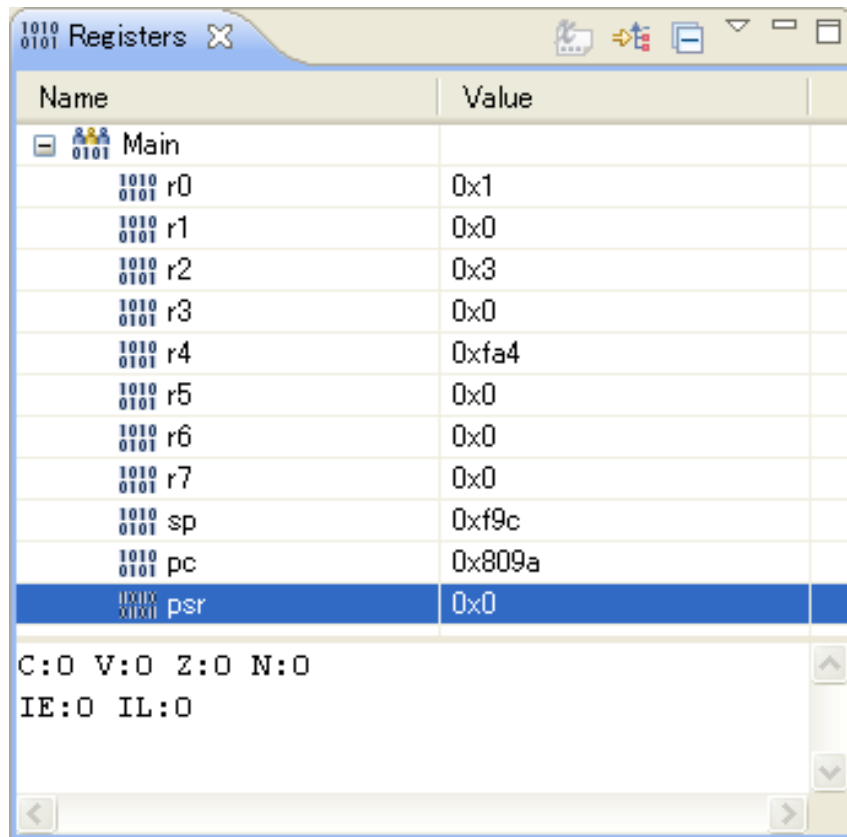 Registers
Name Value
Main
r0 0x1
r1 0x0
r2 0x3
r3 0x0
r4 0xfa4
r5 0x0
r6 0x0
r7 0x0
sp 0xf9c
pc 0x809a
psr 0x0
C:0 V:0 Z:0 N:0
IE:0 IL:0